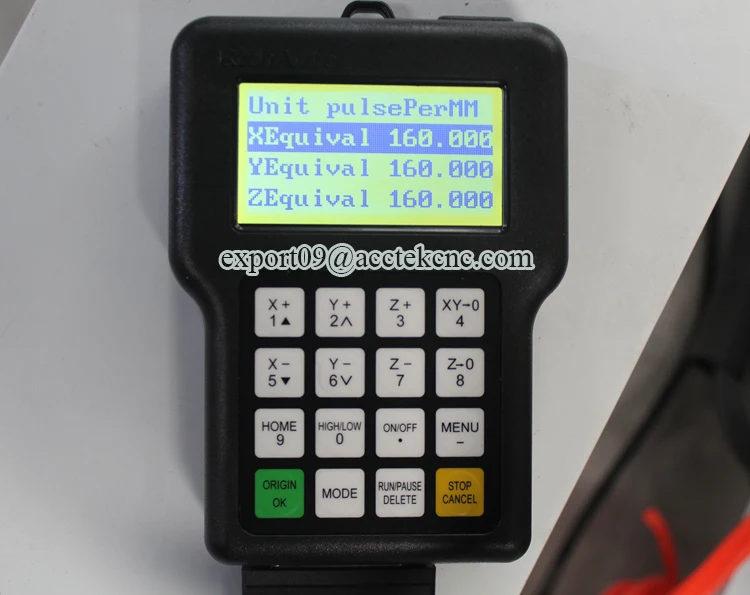 Unit pulsePerMM
XEquival 160.000
YEquival 160.000
ZEquival 160.000
export09@acctekcnc.com
X+ Y+ Z+ XY→0
1▲ 2∧ 3 4
X- Y- Z- Z→0
5▼ 6∨ 7 8
HOME HIGH/LOW ON/OFF MENU
9 0 • -
ORIGIN MODE RUN/PAUSE STOP
OK DELETE CANCEL